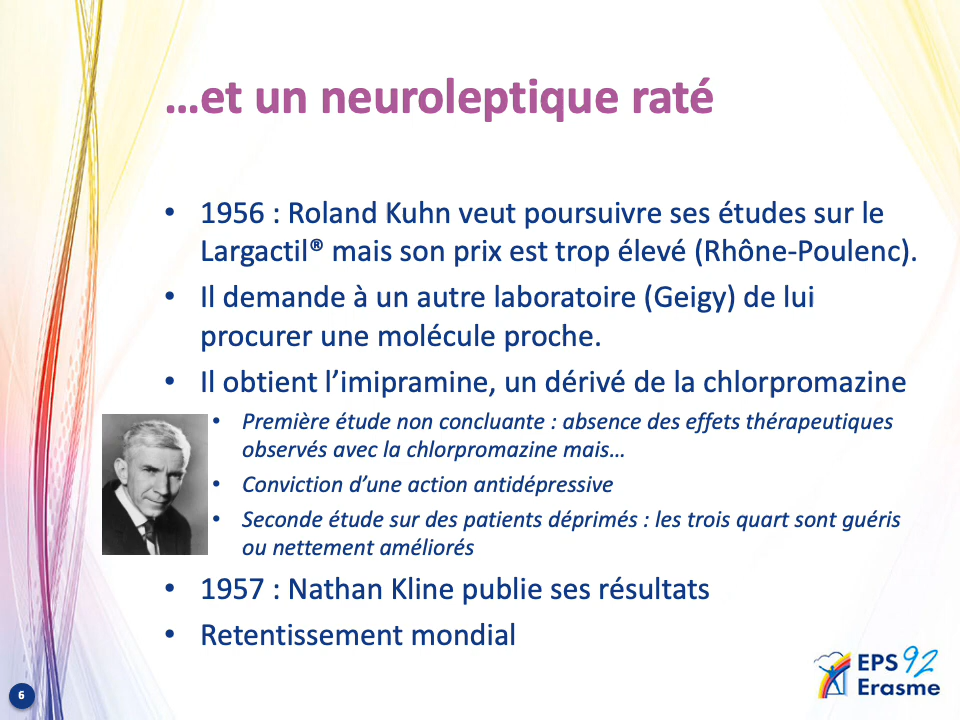 …et un neuroleptique raté
• 1956 : Roland Kuhn veut poursuivre ses études sur le
Largactil® mais son prix est trop élevé (Rhône-Poulenc).
• Il demande à un autre laboratoire (Geigy) de lui
procurer une molécule proche.
• Il obtient l’imipramine, un dérivé de la chlorpromazine
• Première étude non concluante : absence des effets thérapeutiques
observés avec la chlorpromazine mais…
• Conviction d’une action antidépressive
• Seconde étude sur des patients déprimés : les trois quart sont guéris
ou nettement améliorés
• 1957 : Nathan Kline publie ses résultats
• Retentissement mondial
6
EPS 92
Erasme